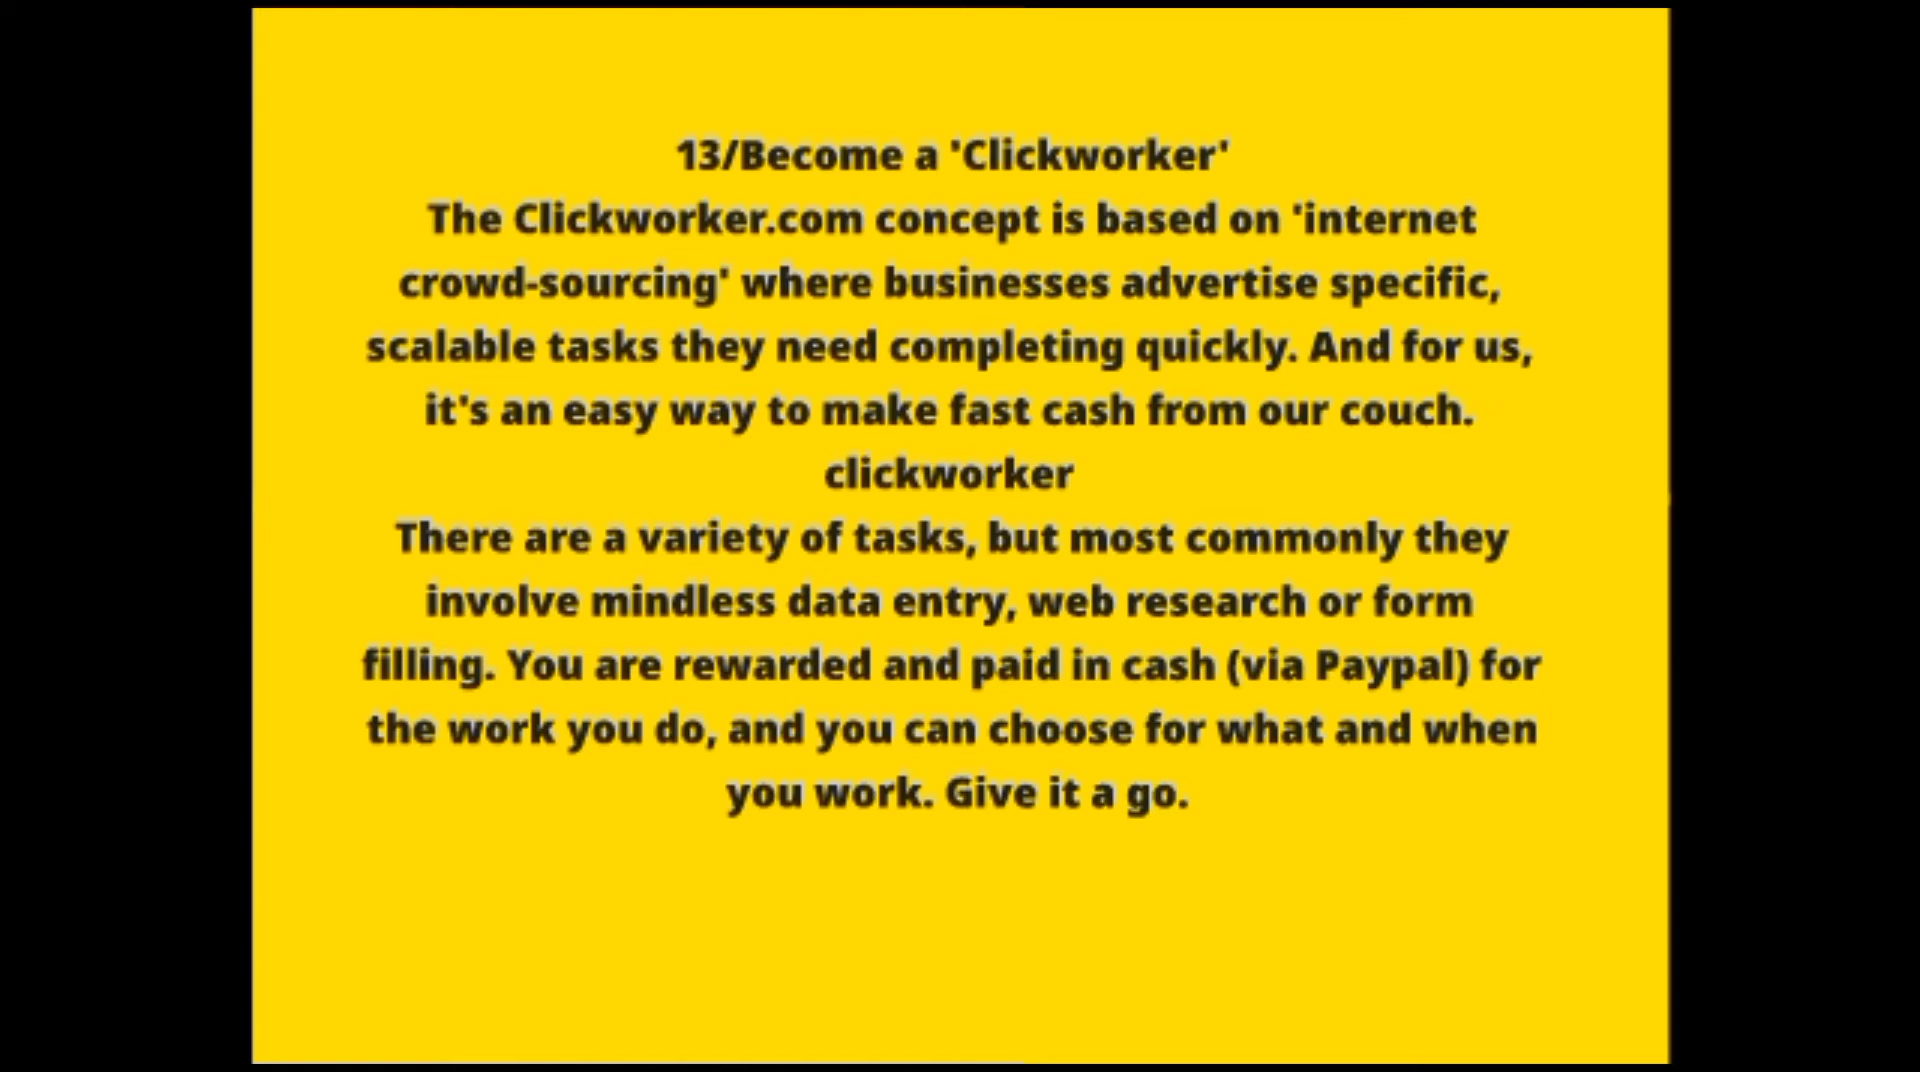 13/Become a 'Clickworker'
The Clickworker.com concept is based on 'internet
crowd-sourcing' where businesses advertise specific,
scalable tasks they need completing quickly. And for us,
it's an easy way to make fast cash from our couch.
clickworker
There are a variety of tasks, but most commonly they
involve mindless data entry, web research or form
filling. You are rewarded and paid in cash (via Paypal) for
the work you do, and you can choose for what and when
you work. Give it a go.